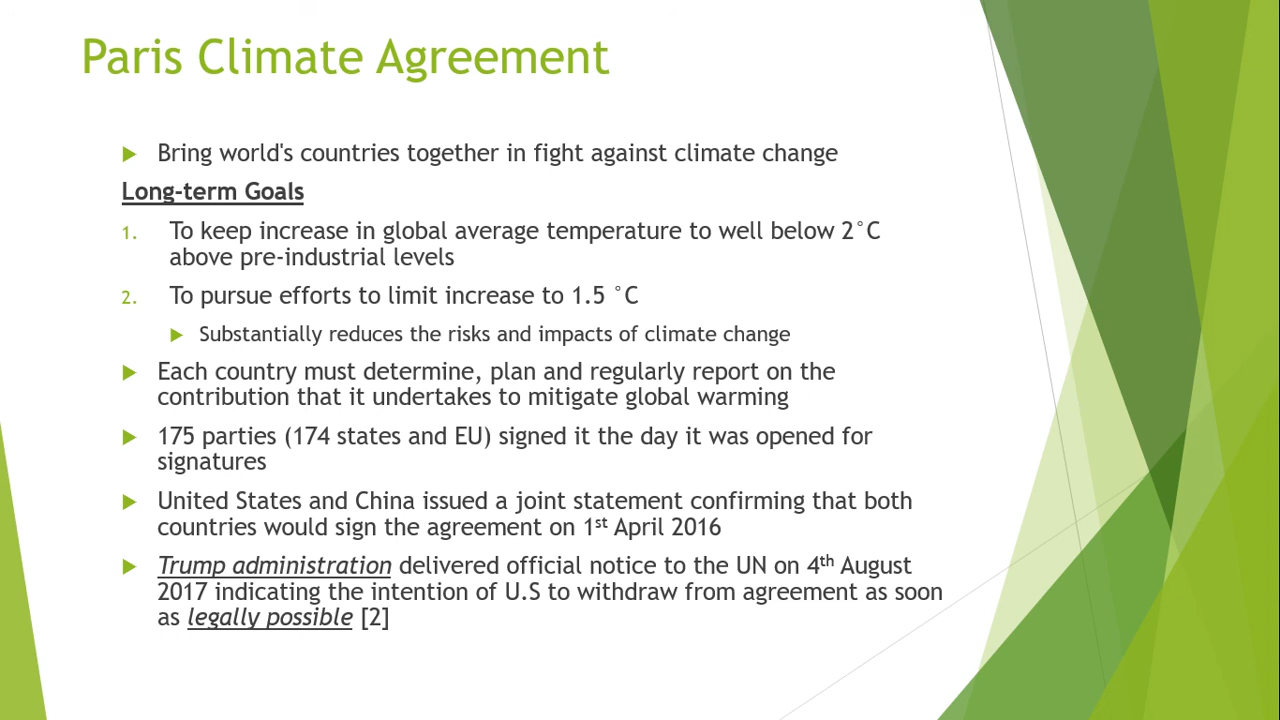 Paris Climate Agreement
Bring world's countries together in fight against climate change
Long-term Goals
1. To keep increase in global average temperature to well below 2°C
above pre-industrial levels
2. To pursue efforts to limit increase to 1.5 °C
Substantially reduces the risks and impacts of climate change
Each country must determine, plan and regularly report on the
contribution that it undertakes to mitigate global warming
175 parties (174 states and EU) signed it the day it was opened for
signatures
United States and China issued a joint statement confirming that both
countries would sign the agreement on 1st April 2016
Trump administration delivered official notice to the UN on 4th August
2017 indicating the intention of U.S to withdraw from agreement as soon
as legally possible [2]